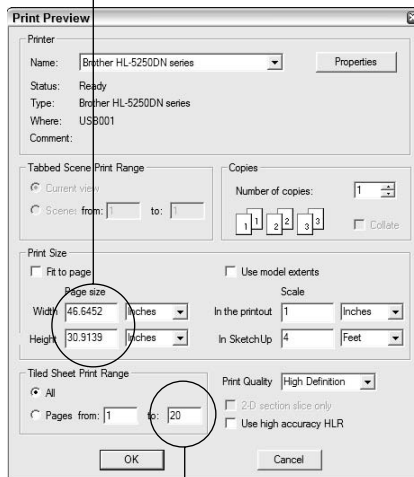 Print Preview
Printer
Name: Brother HL-5250DN series Properties
Status: Ready
Type: Brother HL-5250DN series
Where: USB001
Comment:
Tabbed Scene Print Range
Current view
Scenes from: 1 to: 1
Copies
Number of copies: 1
1 1 2 2 3 3 Collate
Print Size
Fit to page Use model extents
Page size Scale
Width 46.6452 Inches In the printout 1 Inches
Height 30.9139 Inches In SketchUp 4 Feet
Tiled Sheet Print Range
All
Pages from: 1 to: 20
Print Quality High Definition
2-D section slice only
Use high accuracy HLR
OK Cancel